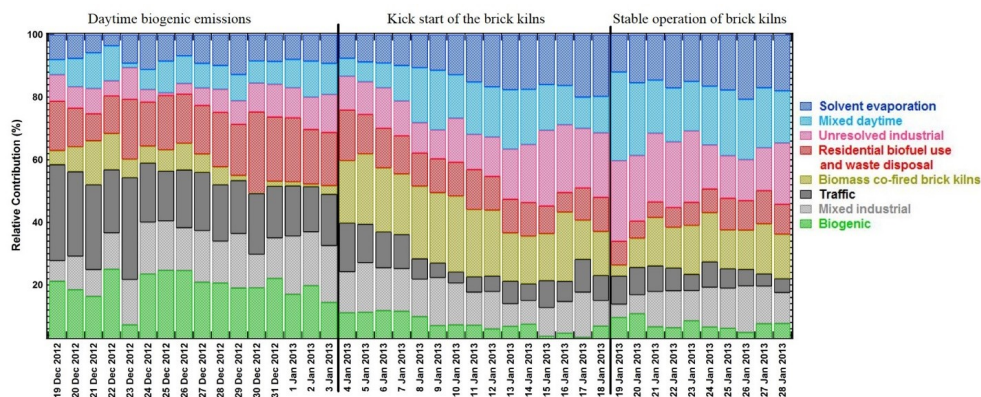 Daytime biogenic emissions
Kick start of the brick kilns
Stable operation of brick kilns
Relative Contribution (%)
100
80
60
40
20
Solvent evaporation
Mixed daytime
Unresolved industrial
Residential biofuel use
and waste disposal
Biomass co-fired brick kilns
Traffic
Mixed industrial
Biogenic
19 Dec 2012
20 Dec 2012
21 Dec 2012
22 Dec 2012
23 Dec 2012
24 Dec 2012
25 Dec 2012
26 Dec 2012
27 Dec 2012
28 Dec 2012
29 Dec 2012
30 Dec 2012
31 Dec 2012
1 Jan 2013
2 Jan 2013
3 Jan 2013
4 Jan 2013
5 Jan 2013
6 Jan 2013
7 Jan 2013
8 Jan 2013
9 Jan 2013
10 Jan 2013
11 Jan 2013
12 Jan 2013
13 Jan 2013
14 Jan 2013
15 Jan 2013
16 Jan 2013
17 Jan 2013
18 Jan 2013
19 Jan 2013
20 Jan 2013
21 Jan 2013
22 Jan 2013
23 Jan 2013
24 Jan 2013
25 Jan 2013
26 Jan 2013
27 Jan 2013
28 Jan 2013